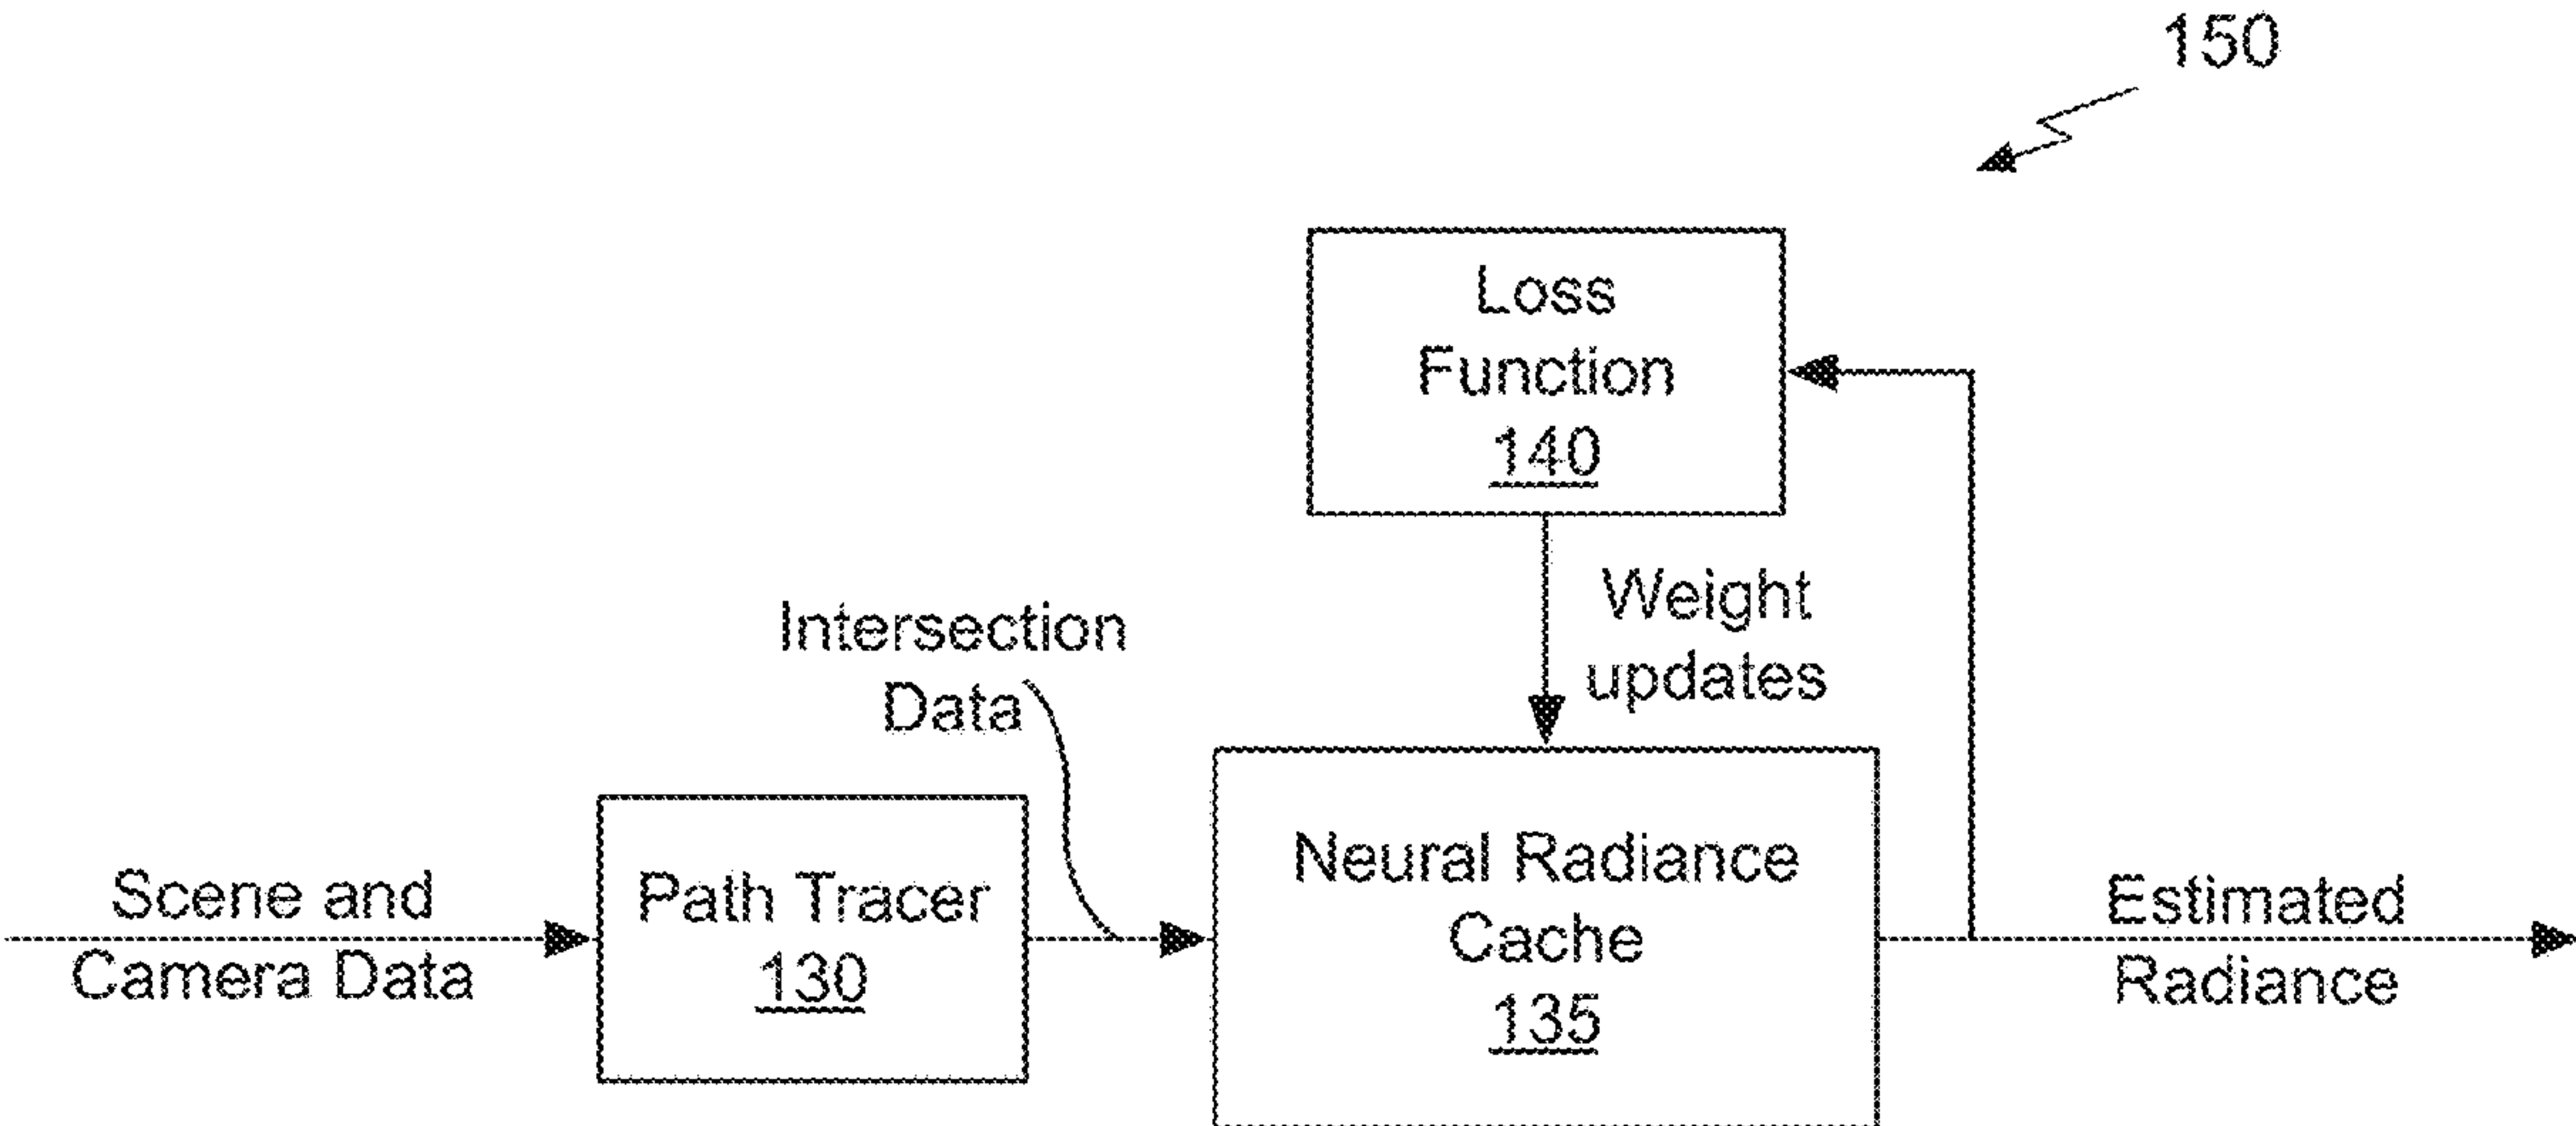 150
Loss
Function
140
Weight
updates
Intersection
Data
Scene and
Camera Data
Path Tracer
130
Neural Radiance
Cache
135
Estimated
Radiance